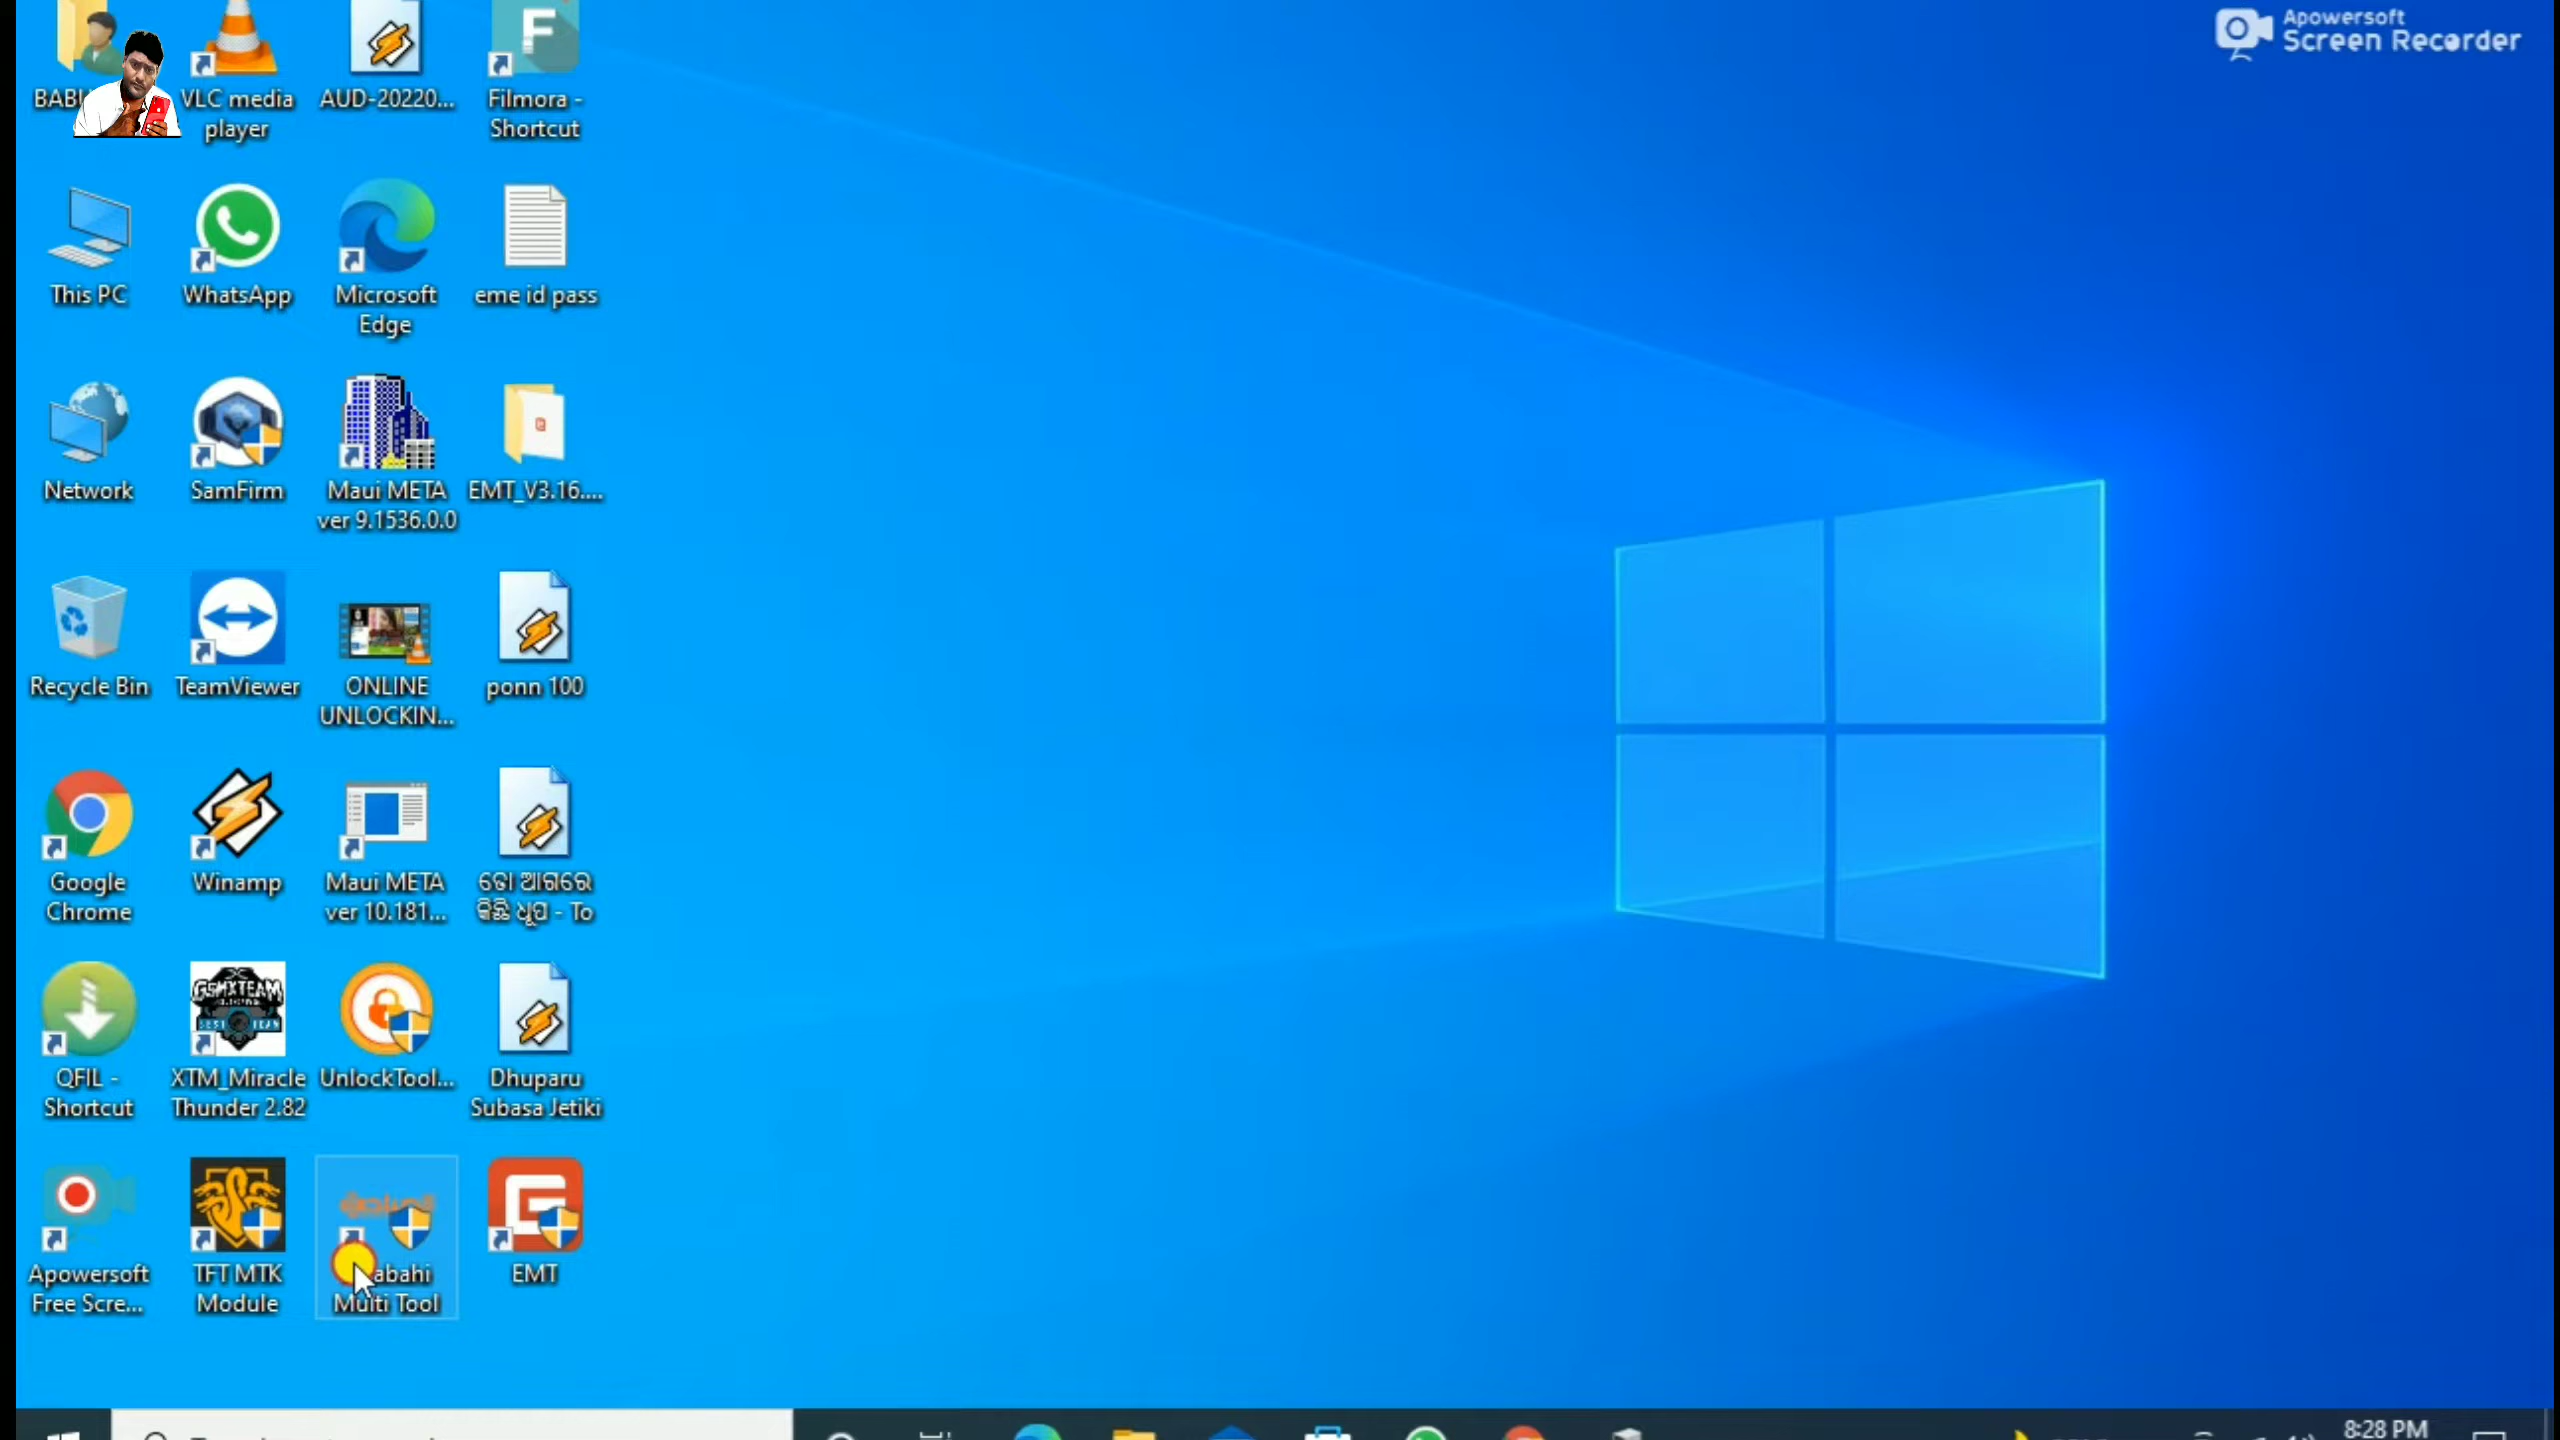 Apowersoft
Screen Recorder
VLC media
player
AUD-20220...
F
Filmora -
Shortcut
This PC
WhatsApp
Microsoft
Edge
eme id pass
Network
SamFirm
Maui META
ver 9.1536.0.0
EMT_V3.16....
Recycle Bin
TeamViewer
ONLINE
UNLOCKIN...
ponn 100
Google
Chrome
Winamp
Maui META
ver 10.181...
ତୋ ଆଗରେ
କିଛି ଧୂପ - To
QFIL -
Shortcut
GSMXTEAM
XTM_Miracle
Thunder 2.82
UnlockTool...
Dhuparu
Subasa Jetiki
Apowersoft
Free Scre...
TFT MTK
Module
Multi Tool
EMT
8:28 PM